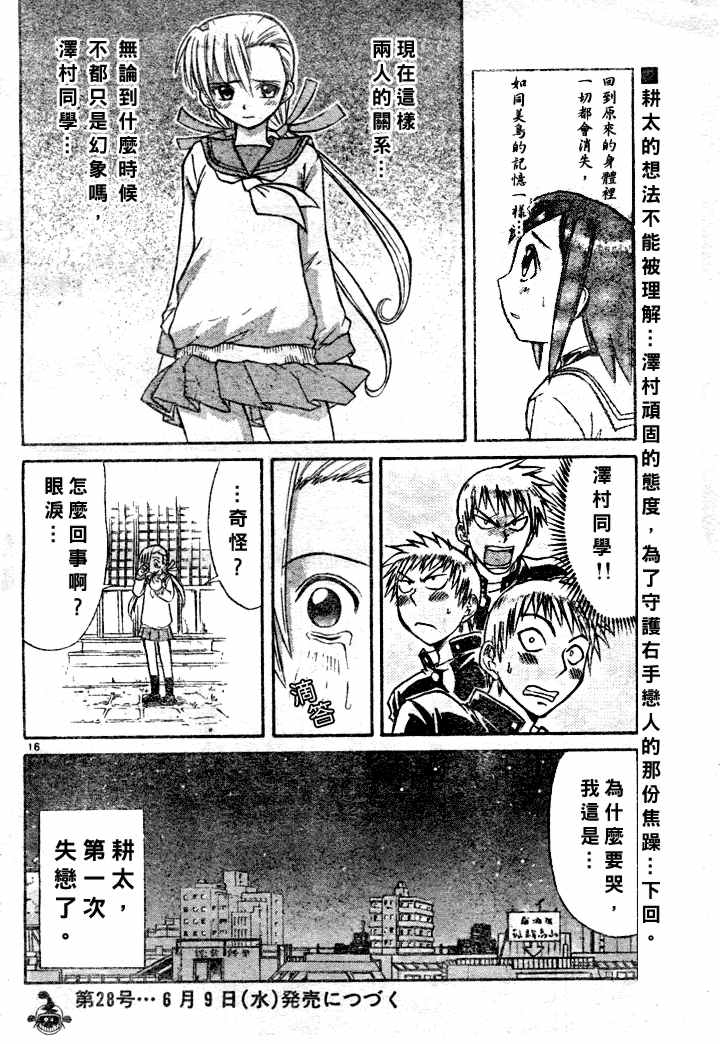 ■耕太的想法不能被理解…澤村頑固的態度，為了守護右手戀人的那份焦躁…下回。
回到原來的身體裡
一切都會消失，
如同美鳥的記憶一樣…
現在這樣
兩人的關系…
無論到什麼時候
不都只是幻象嗎，
澤村同學…
澤村同學!!
滴答
…奇怪?
怎麼回事啊?
眼淚…
16
為什麼要哭，
我這是…
耕太，
第一次
失戀了。
第28号…6月9日(水)発売につづく